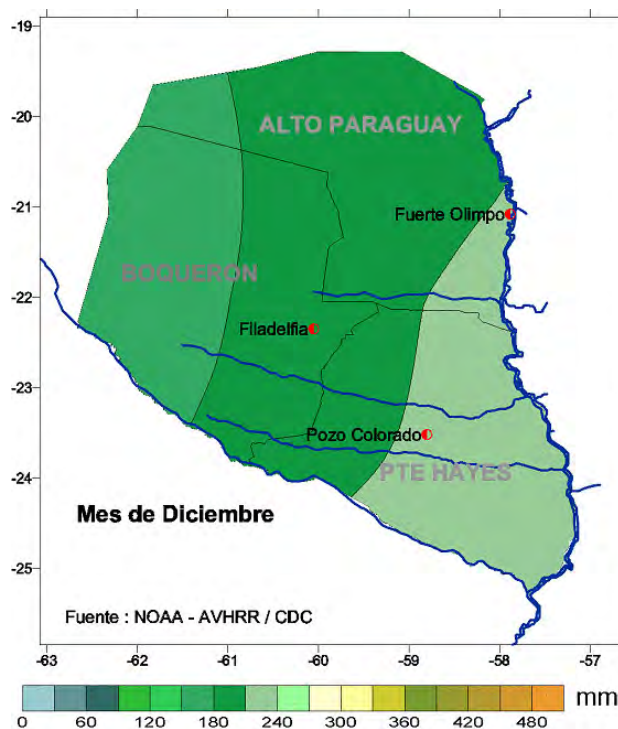 -19
-20
-21
-22
-23
-24
-25
ALTO PARAGUAY
Fuerte Olimpo
BOQUERON
Filadelfia
Pozo Colorado
PTE HAYES
Mes de Diciembre
Fuente : NOAA - AVHRR / CDC
-63 -62 -61 -60 -59 -58 -57
mm
0 60 120 180 240 300 360 420 480